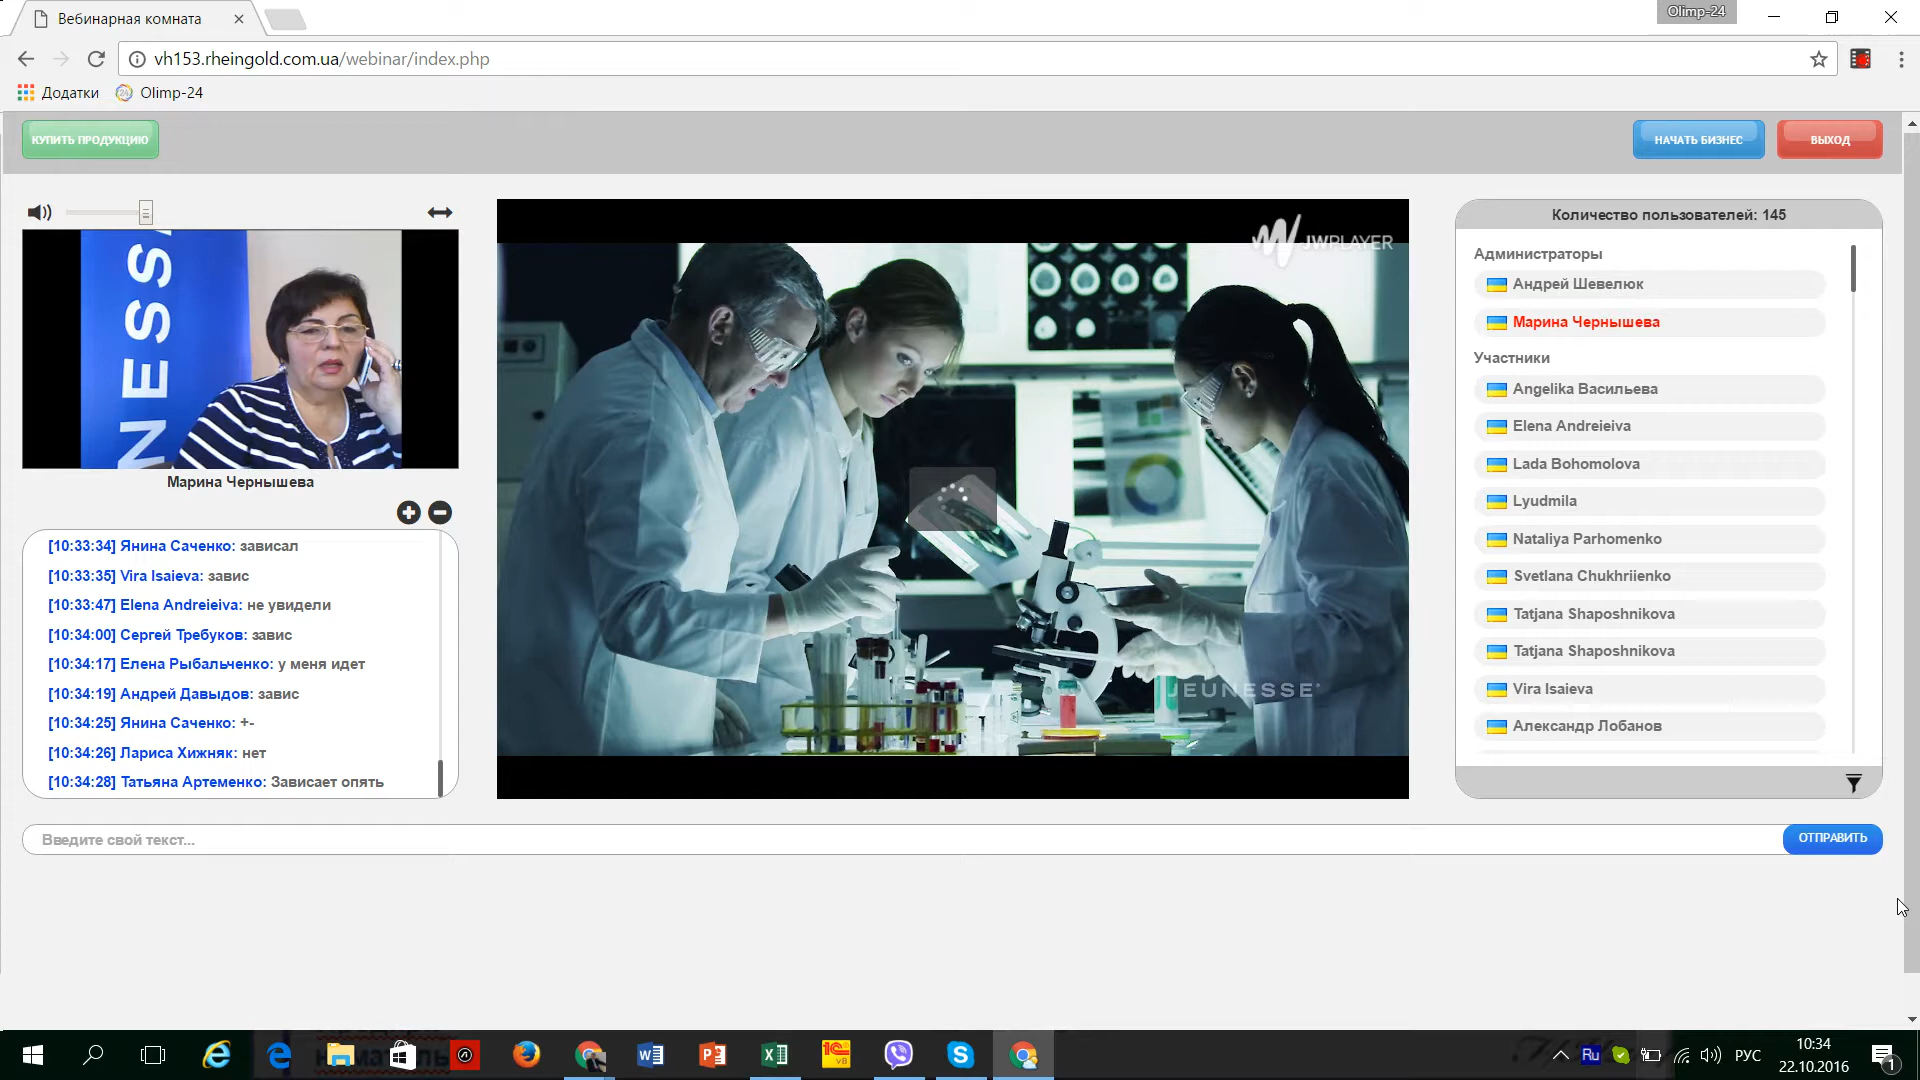 Вебинарная комната
Olimp-24
vh153.rheingold.com.ua/webinar/index.php
Додатки
Olimp-24
КУПИТЬ ПРОДУКЦИЮ
НАЧАТЬ БИЗНЕС
ВЫХОД
NESS
Марина Чернышева
[10:33:34] Янина Саченко: зависал
[10:33:35] Vira Isaieva: завис
[10:33:47] Elena Andreieiva: не увидели
[10:34:00] Сергей Требуков: завис
[10:34:17] Елена Рыбальченко: у меня идет
[10:34:19] Андрей Давыдов: завис
[10:34:25] Янина Саченко: +-
[10:34:26] Лариса Хижняк: нет
[10:34:28] Татьяна Артеменко: Зависает опять
JWPLAYER
JEUNESSE®
Количество пользователей: 145
Администраторы
Андрей Шевелюк
Марина Чернышева
Участники
Angelika Васильева
Elena Andreieiva
Lada Bohomolova
Lyudmila
Nataliya Parhomenko
Svetlana Chukhriienko
Tatjana Shaposhnikova
Tatjana Shaposhnikova
Vira Isaieva
Александр Лобанов
Введите свой текст...
ОТПРАВИТЬ
Ru
РУС
10:34
22.10.2016
1